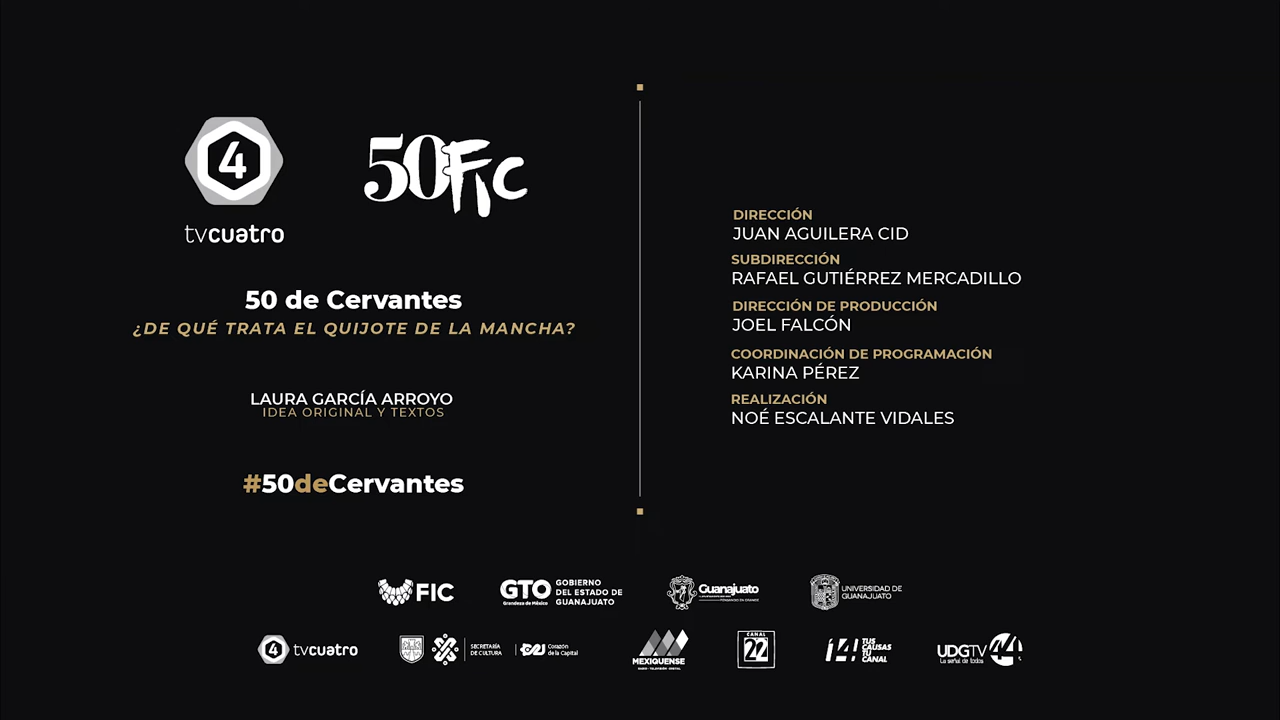 4
tvcuatro
50FIC
50 de Cervantes
¿DE QUÉ TRATA EL QUIJOTE DE LA MANCHA?
LAURA GARCÍA ARROYO
IDEA ORIGINAL Y TEXTOS
#50deCervantes
DIRECCIÓN
JUAN AGUILERA CID
SUBDIRECCIÓN
RAFAEL GUTIÉRREZ MERCADILLO
DIRECCIÓN DE PRODUCCIÓN
JOEL FALCÓN
COORDINACIÓN DE PROGRAMACIÓN
KARINA PÉREZ
REALIZACIÓN
NOÉ ESCALANTE VIDALES
FIC
GTO
Grandeza de México
GOBIERNO
DEL ESTADO DE
GUANAJUATO
Guanajuato
UNIVERSIDAD DE
GUANAJUATO
4 tvcuatro
SECRETARÍA
DE CULTURA
Corazón
de la Capital
MEXIQUENSE
RADIO · TELEVISIÓN · DIGITAL
CANAL
22
14
TUS
CAUSAS
TU
CANAL
UDGTV 44
La señal de todos